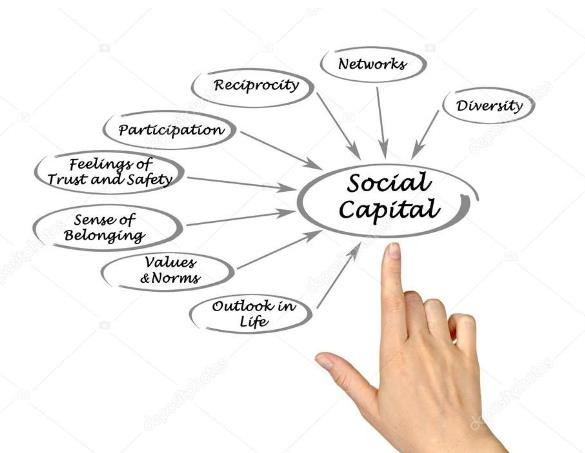 Networks
Reciprocity
Diversity
Participation
Feelings of
Trust and Safety
Social
Capital
Sense of
Belonging
Values
&Norms
Outlook in
Life